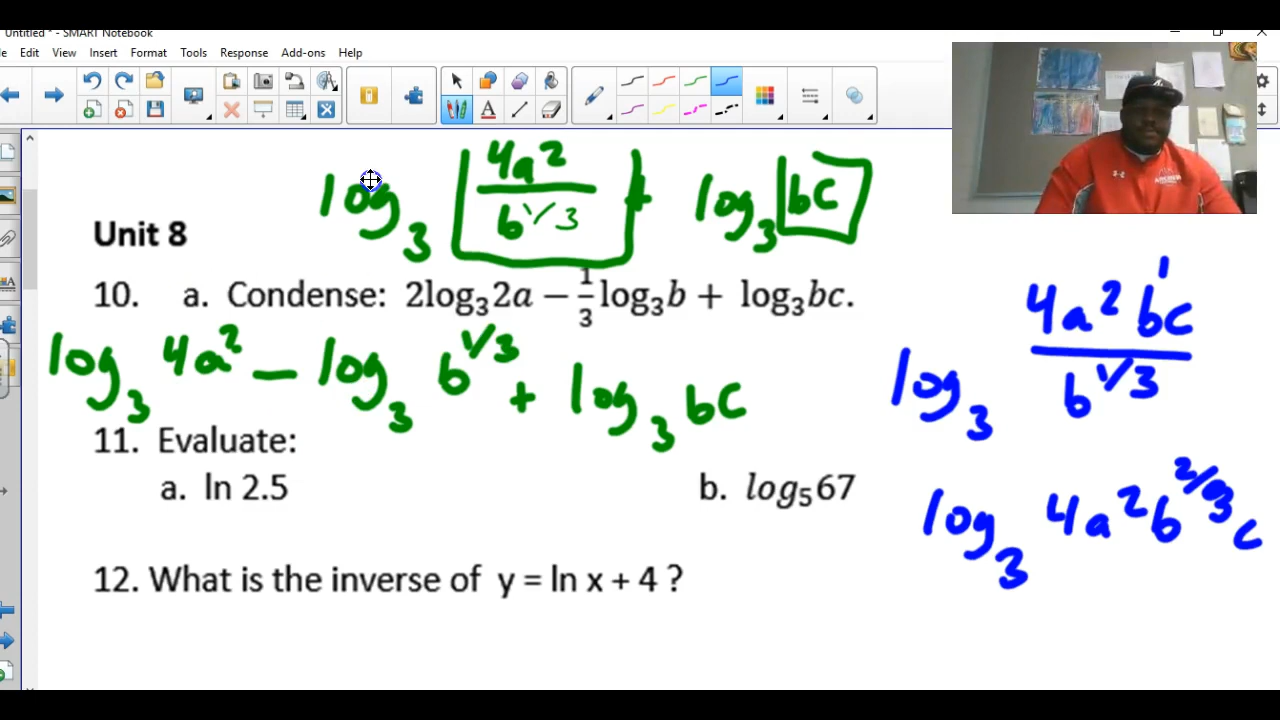 Untitled * - SMART Notebook
Edit View Insert Format Tools Response Add-ons Help
log₃ [4a²/b^(1/3)] + log₃ [bc]
Unit 8
10. a. Condense: 2log₃2a − 1/3 log₃b + log₃bc.
log₃ 4a² − log₃ b^(1/3) + log₃ bc
log₃ 4a² b¹c / b^(1/3)
11. Evaluate:
a. ln 2.5 b. log₅67
log₃ 4a²b^(2/3)c
12. What is the inverse of y = ln x + 4 ?